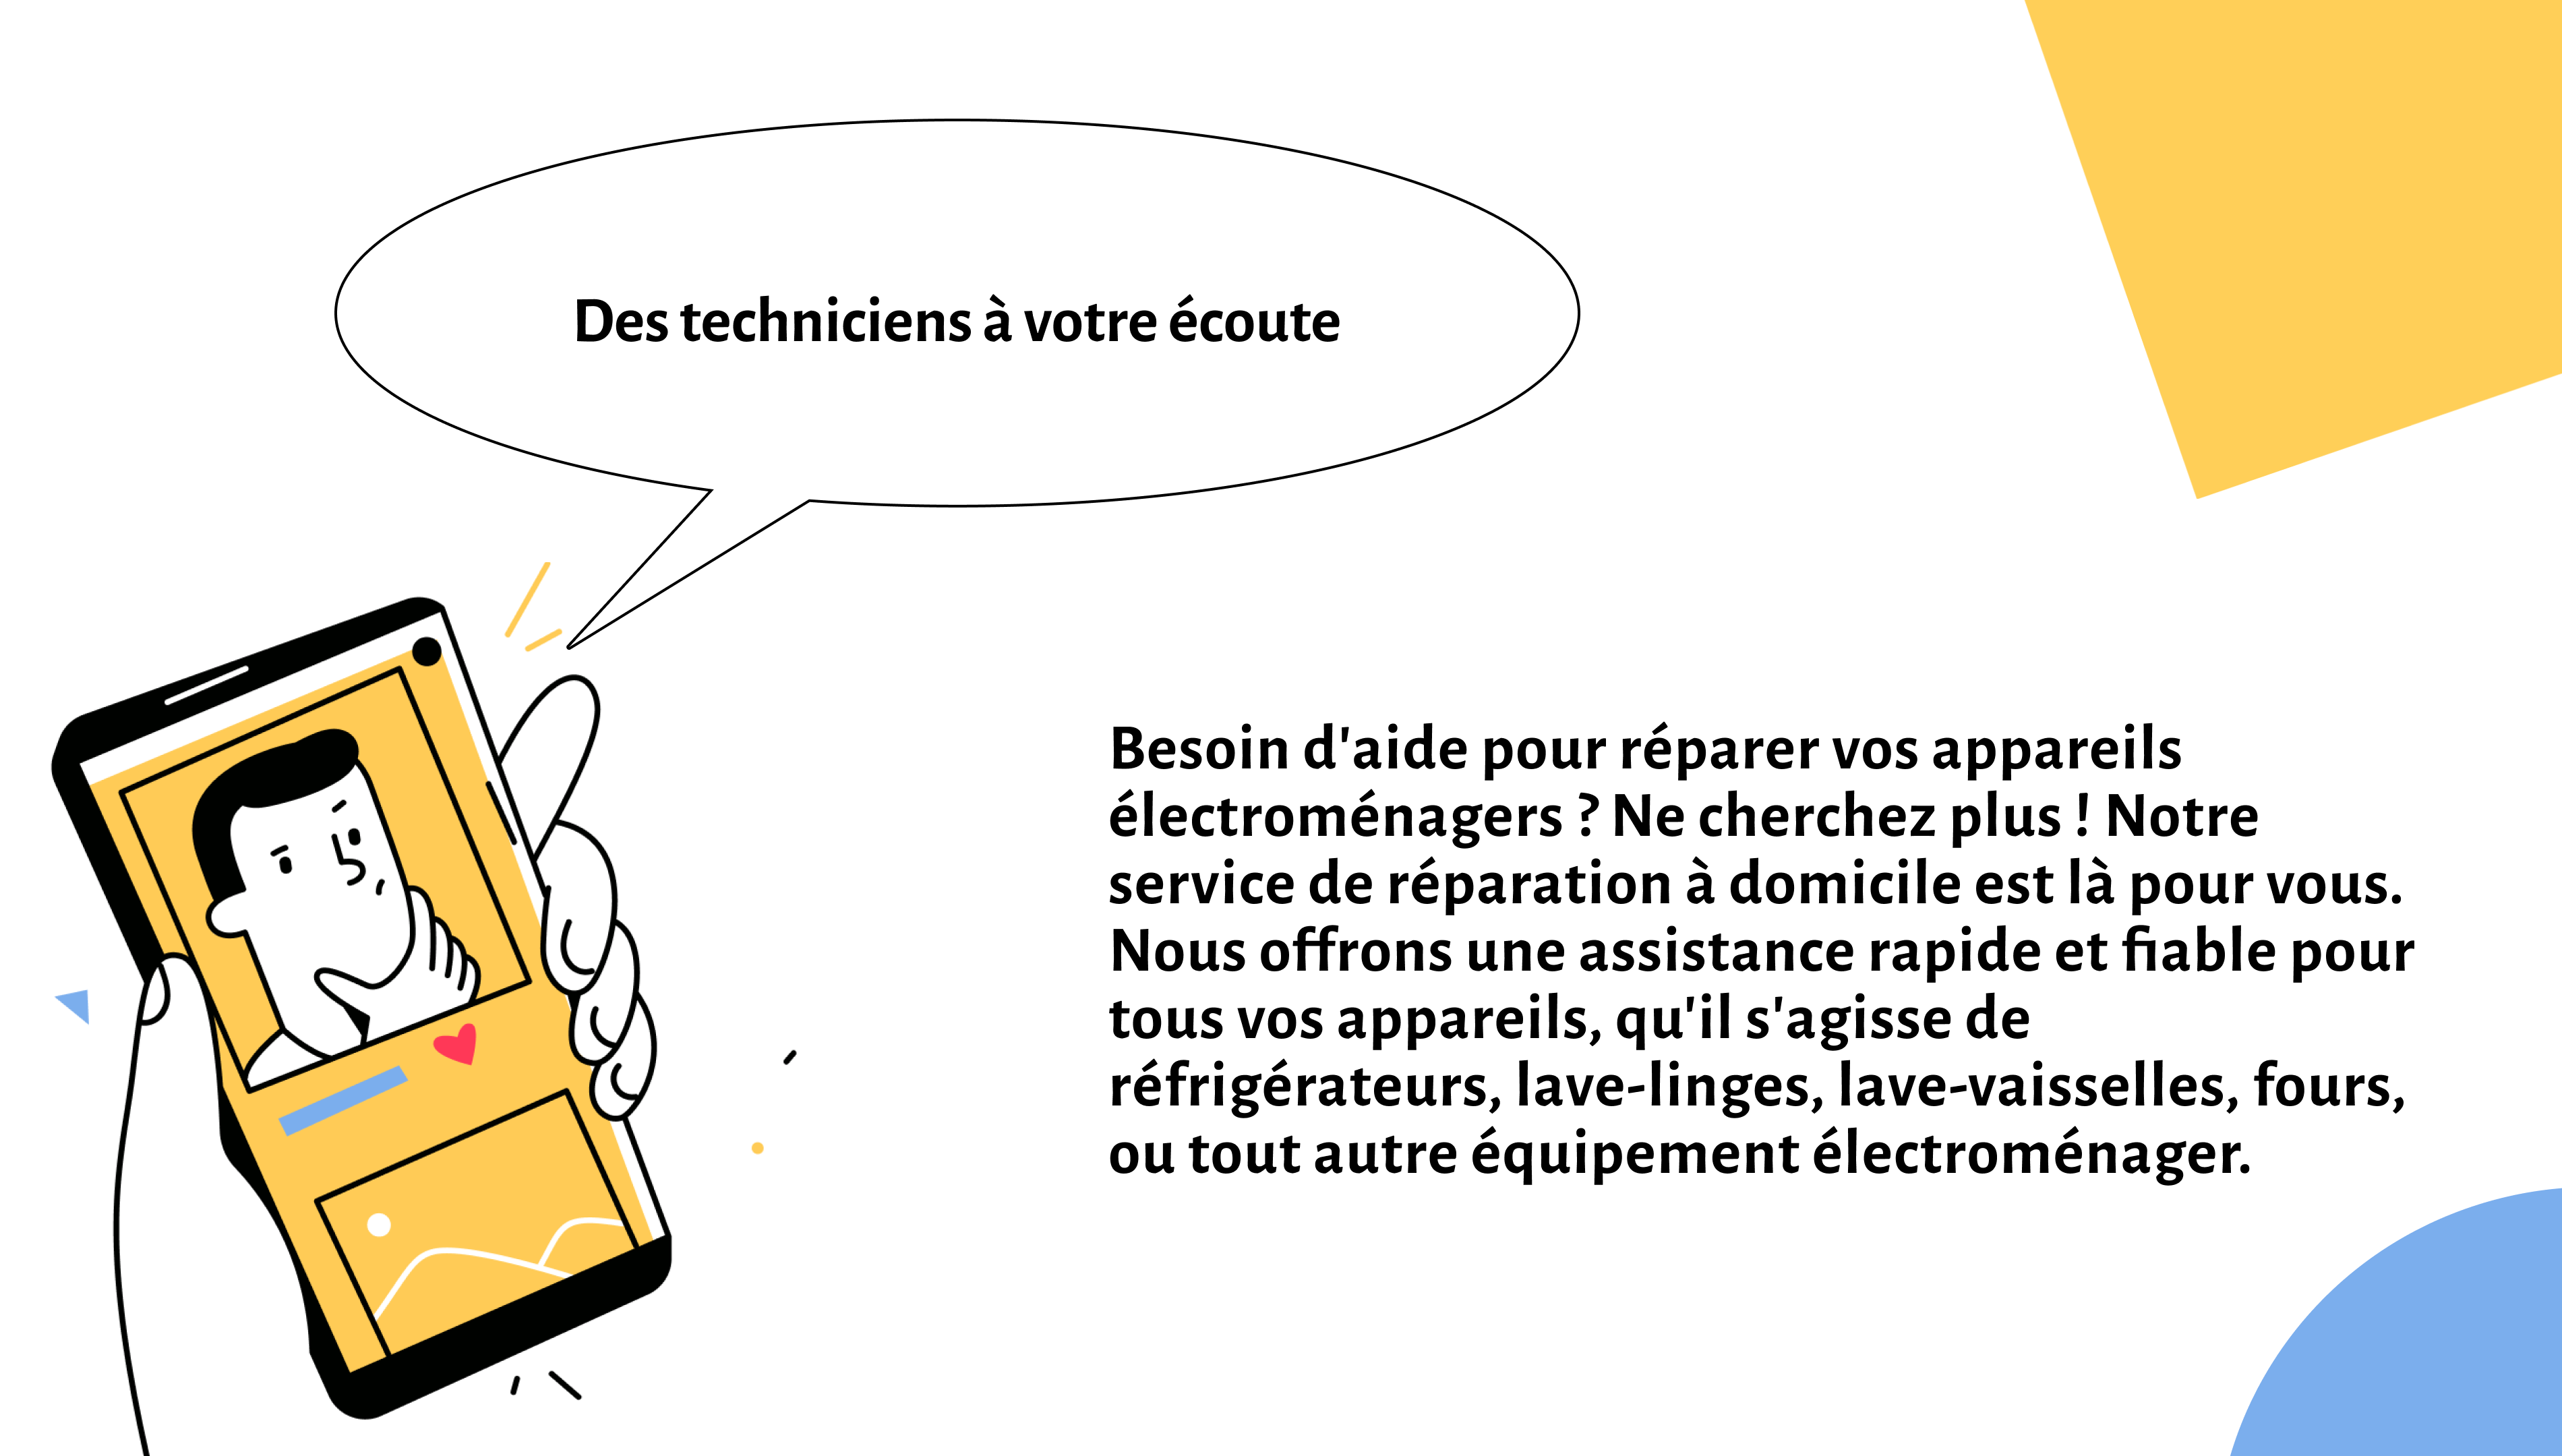 Des techniciens à votre écoute
Besoin d'aide pour réparer vos appareils
électroménagers ? Ne cherchez plus ! Notre
service de réparation à domicile est là pour vous.
Nous offrons une assistance rapide et fiable pour
tous vos appareils, qu'il s'agisse de
réfrigérateurs, lave-linges, lave-vaisselles, fours,
ou tout autre équipement électroménager.